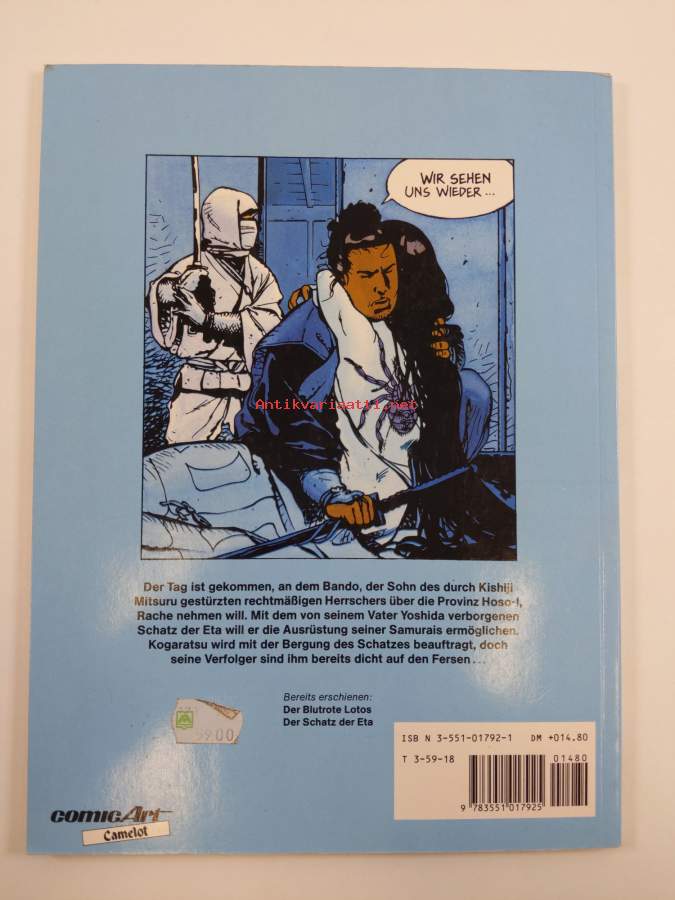 WIR SEHEN
UNS WIEDER...
Antikvariaatti.net
Der Tag ist gekommen, an dem Bando, der Sohn des durch Kishiji
Mitsuru gestürzten rechtmäßigen Herrschers über die Provinz Hoso-I,
Rache nehmen will. Mit dem von seinem Vater Yoshida verborgenen
Schatz der Eta will er die Ausrüstung seiner Samurais ermöglichen.
Kogaratsu wird mit der Bergung des Schatzes beauftragt, doch
seine Verfolger sind ihm bereits dicht auf den Fersen ...
Bereits erschienen:
Der Blutrote Lotos
Der Schatz der Eta
5900
ISBN 3-551-01792-1 DM +014.80
T 3-59-18 01480
9 783551 017925
comicArt
Camelot